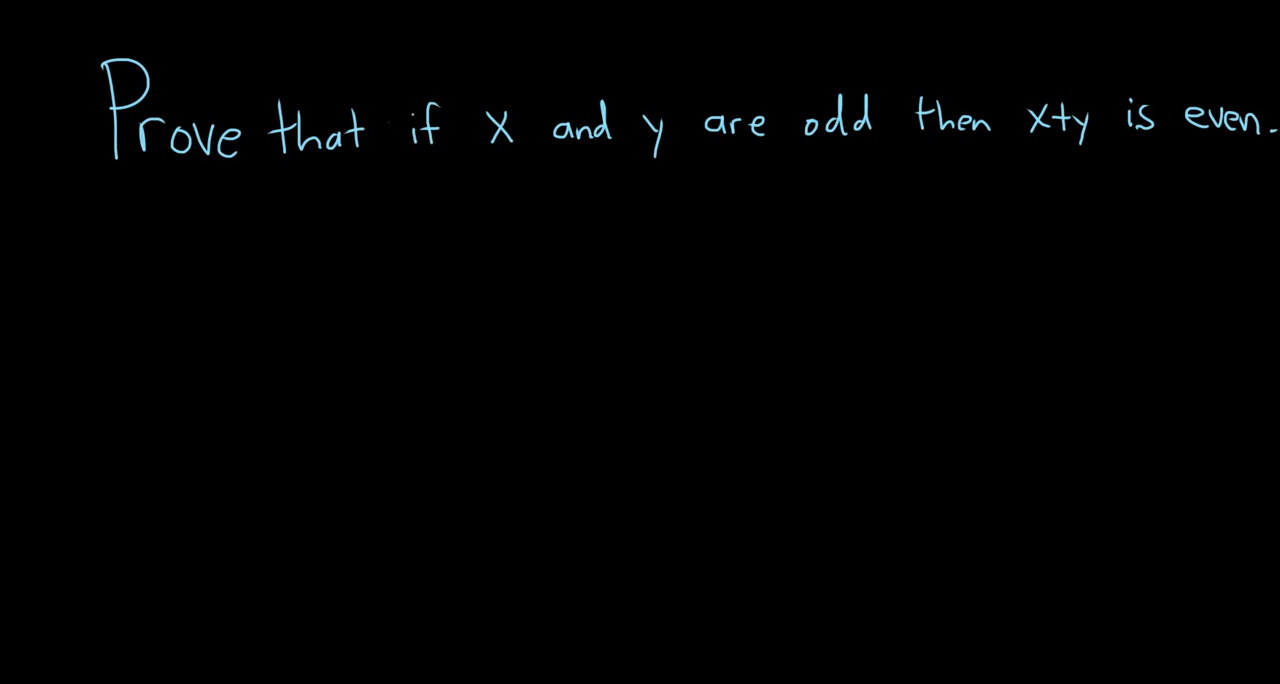 Prove that if x and y are odd then x+y is even.